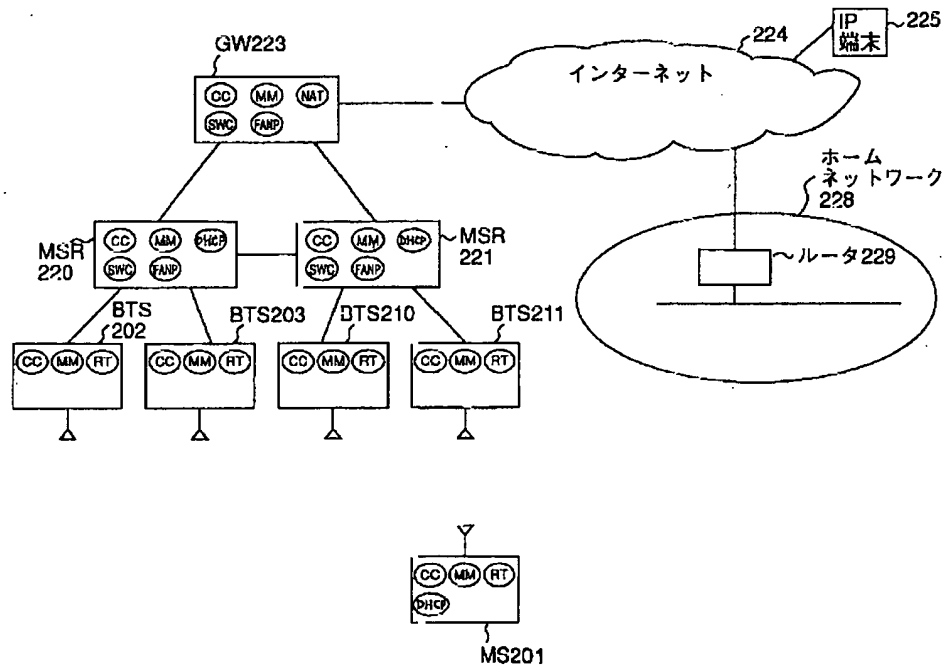 GW223
CC MM NAT
SWC FANP
224
インターネット
IP
端末
225
ホーム
ネットワーク
228
ルータ229
MSR
220
CC MM DHCP
SWC FANP
CC MM DHCP
SWC FANP
MSR
221
BTS
202
BTS203
BTS210
BTS211
CC MM RT
CC MM RT
CC MM RT
CC MM RT
CC MM RT
DHCP
MS201